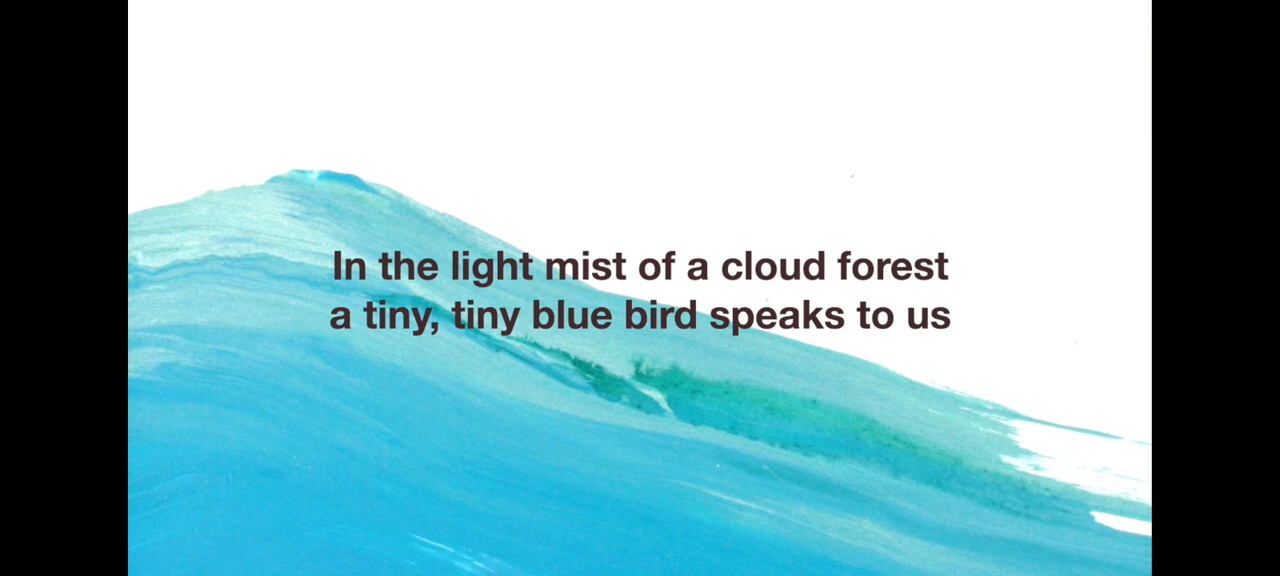 In the light mist of a cloud forest
a tiny, tiny blue bird speaks to us